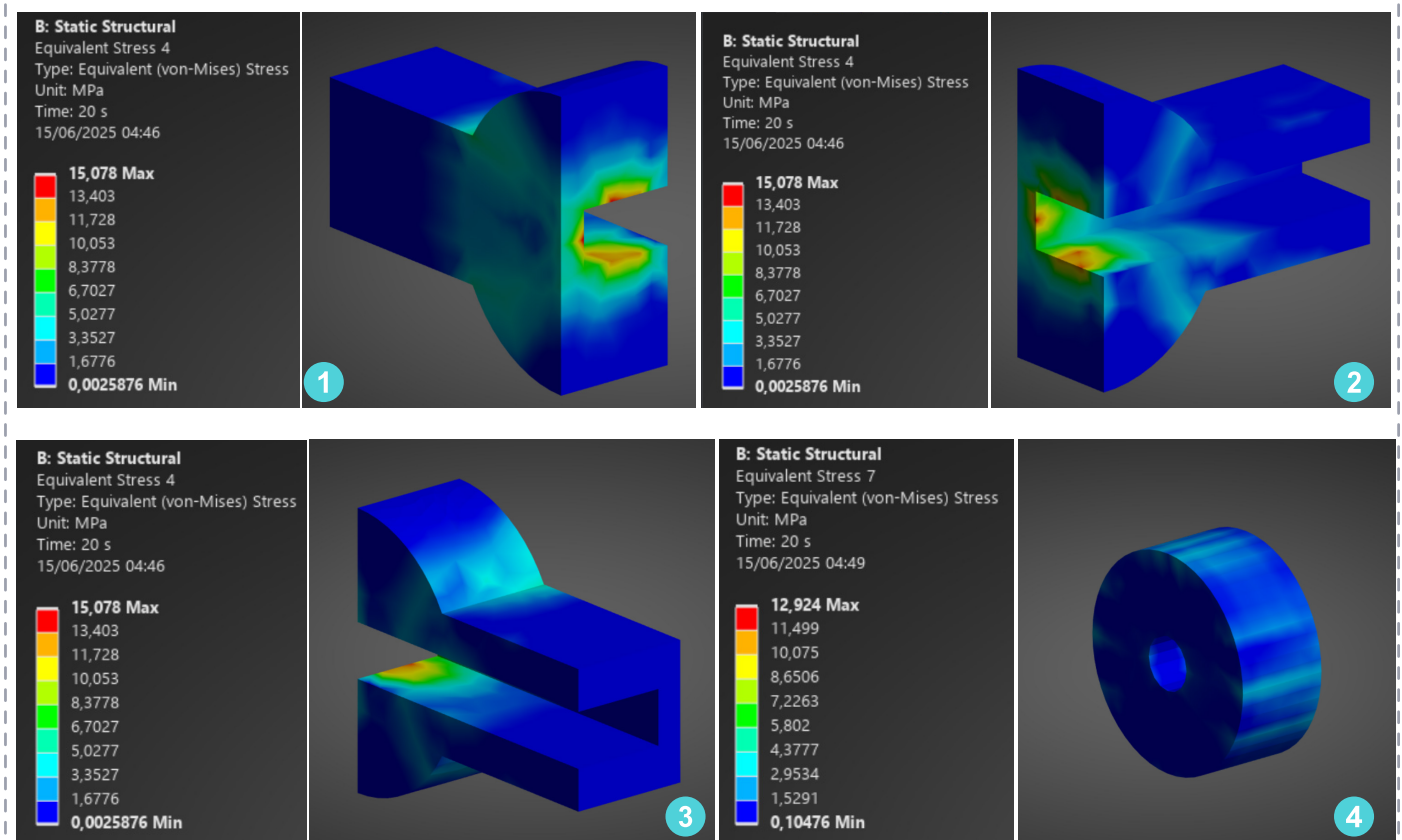 B: Static Structural
Equivalent Stress 4
Type: Equivalent (von-Mises) Stress
Unit: MPa
Time: 20 s
15/06/2025 04:46
15,078 Max
13,403
11,728
10,053
8,3778
6,7027
5,0277
3,3527
1,6776
0,0025876 Min
1
B: Static Structural
Equivalent Stress 4
Type: Equivalent (von-Mises) Stress
Unit: MPa
Time: 20 s
15/06/2025 04:46
15,078 Max
13,403
11,728
10,053
8,3778
6,7027
5,0277
3,3527
1,6776
0,0025876 Min
2
B: Static Structural
Equivalent Stress 4
Type: Equivalent (von-Mises) Stress
Unit: MPa
Time: 20 s
15/06/2025 04:46
15,078 Max
13,403
11,728
10,053
8,3778
6,7027
5,0277
3,3527
1,6776
0,0025876 Min
3
B: Static Structural
Equivalent Stress 7
Type: Equivalent (von-Mises) Stress
Unit: MPa
Time: 20 s
15/06/2025 04:49
12,924 Max
11,499
10,075
8,6506
7,2263
5,802
4,3777
2,9534
1,5291
0,10476 Min
4